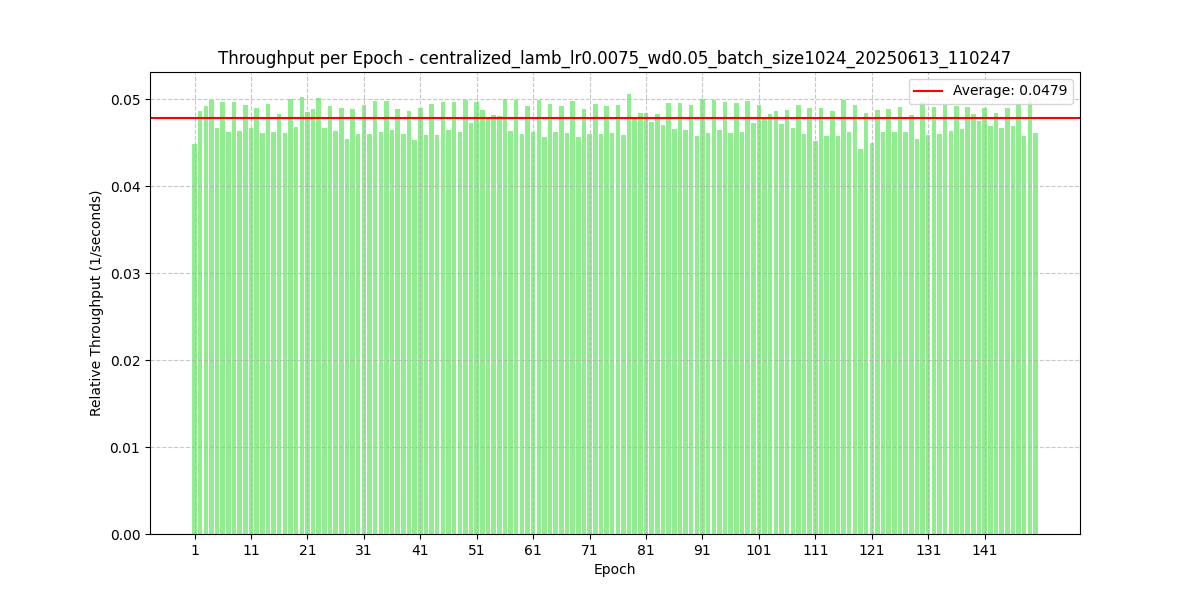 Throughput per Epoch - centralized_lamb_lr0.0075_wd0.05_batch_size1024_20250613_110247
Average: 0.0479
Relative Throughput (1/seconds)
0.05
0.04
0.03
0.02
0.01
0.00
1 11 21 31 41 51 61 71 81 91 101 111 121 131 141
Epoch